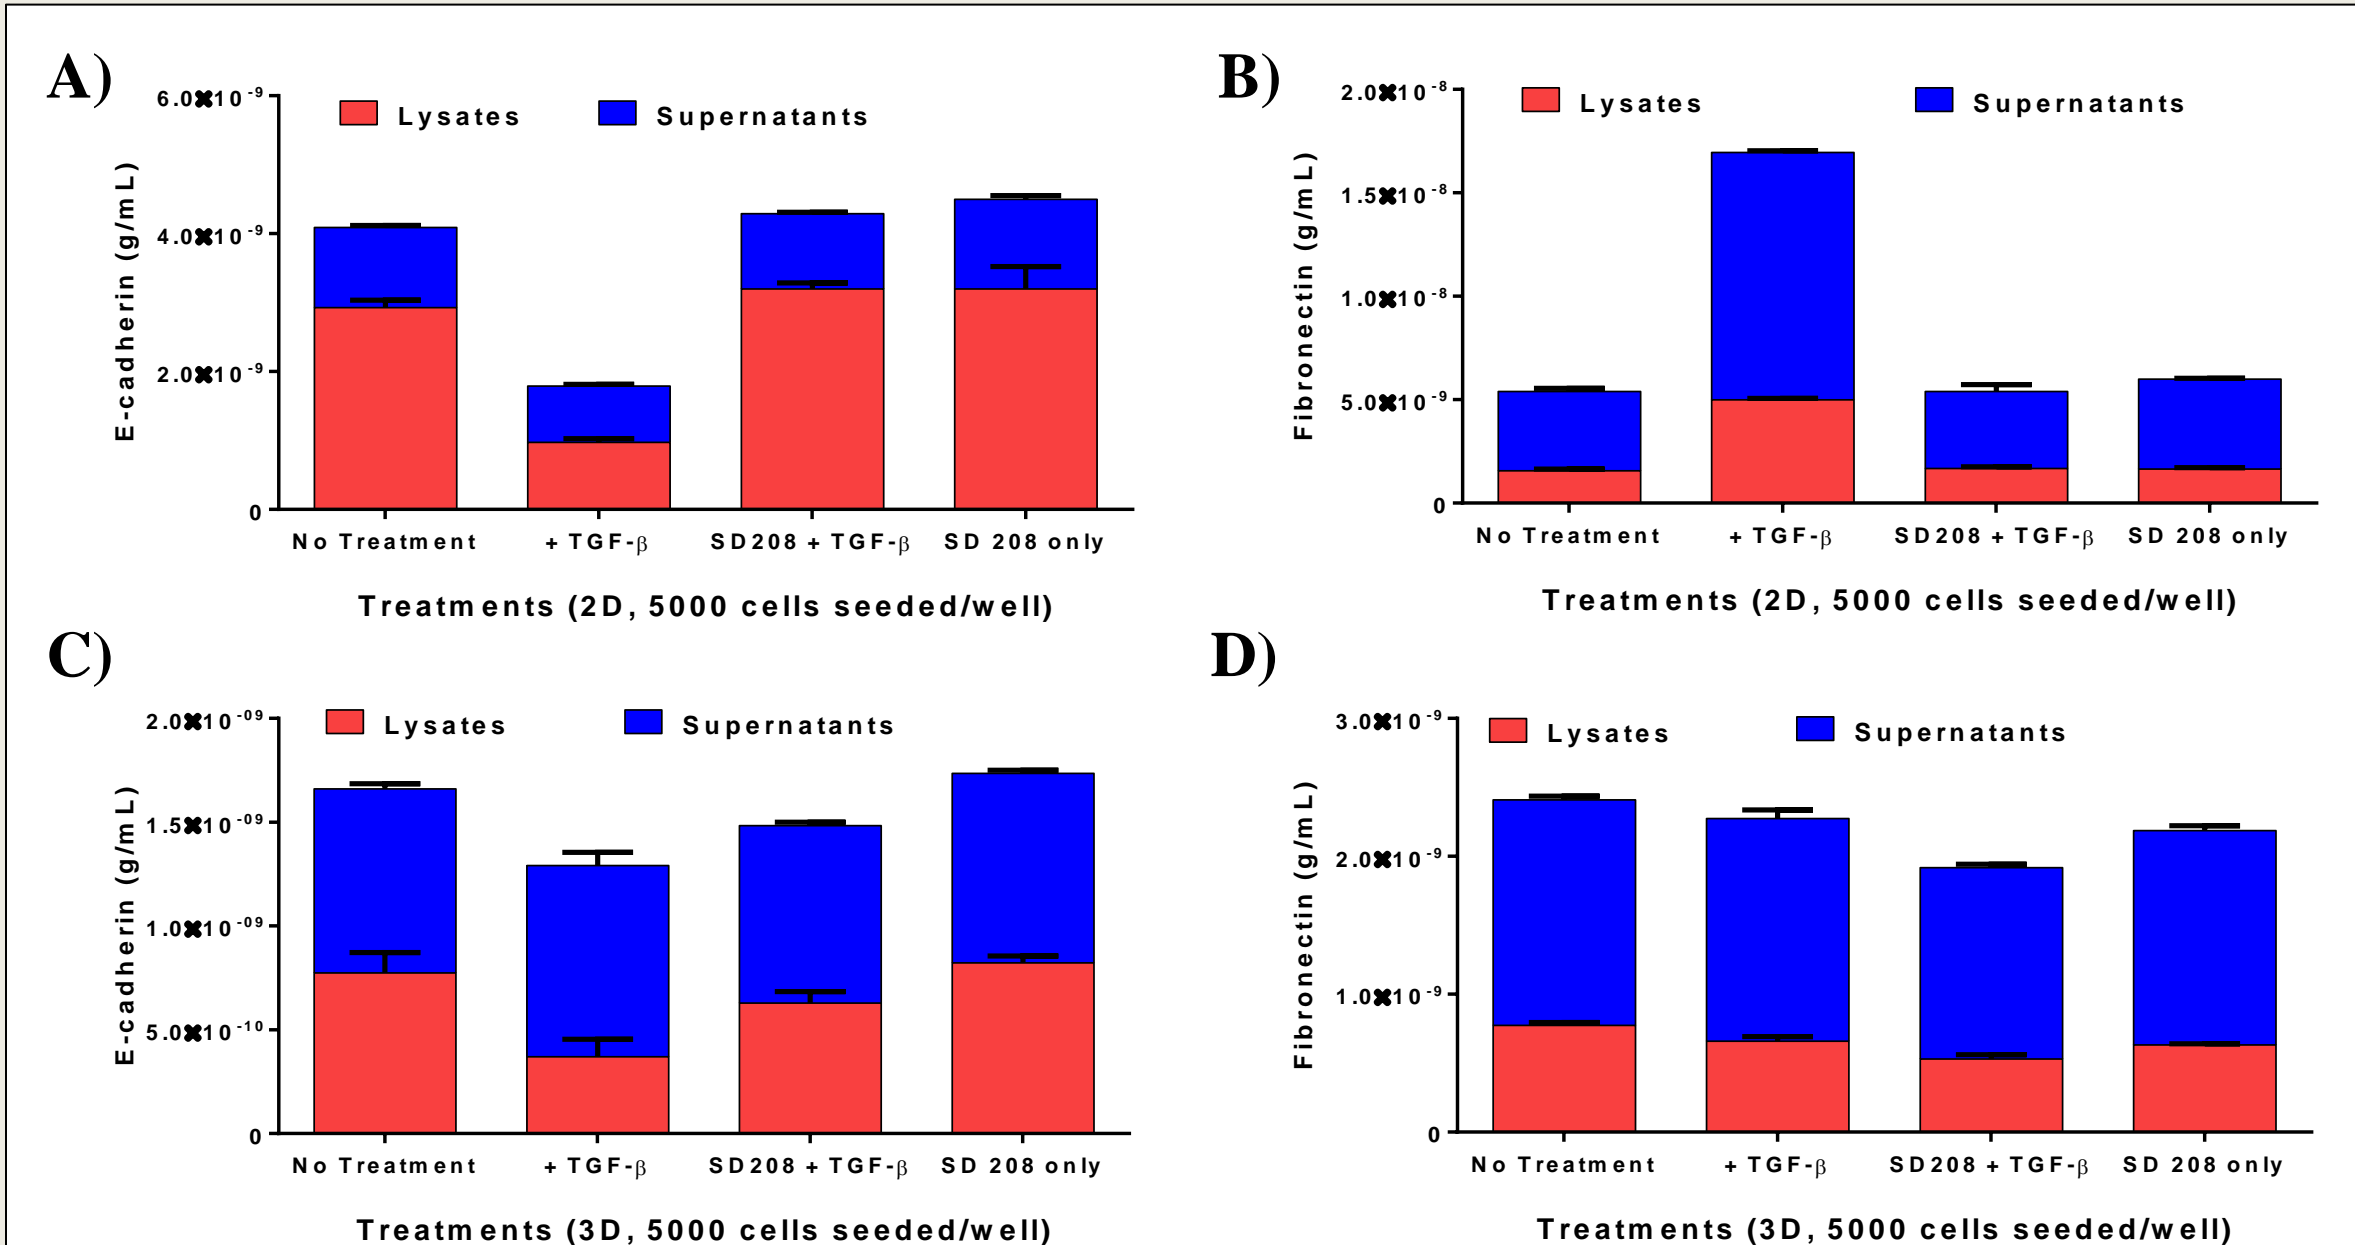 A)
6.0✖10⁻⁹
Lysates
Supernatants
4.0✖10⁻⁹
2.0✖10⁻⁹
0
E-cadherin (g/mL)
No Treatment
+ TGF-β
SD208 + TGF-β
SD 208 only
Treatments (2D, 5000 cells seeded/well)
B)
2.0✖10⁻⁸
Lysates
Supernatants
1.5✖10⁻⁸
1.0✖10⁻⁸
5.0✖10⁻⁹
0
Fibronectin (g/mL)
No Treatment
+ TGF-β
SD208 + TGF-β
SD 208 only
Treatments (2D, 5000 cells seeded/well)
C)
2.0✖10⁻⁰⁹
Lysates
Supernatants
1.5✖10⁻⁰⁹
1.0✖10⁻⁰⁹
5.0✖10⁻¹⁰
0
E-cadherin (g/mL)
No Treatment
+ TGF-β
SD208 + TGF-β
SD 208 only
Treatments (3D, 5000 cells seeded/well)
D)
3.0✖10⁻⁹
Lysates
Supernatants
2.0✖10⁻⁹
1.0✖10⁻⁹
0
Fibronectin (g/mL)
No Treatment
+ TGF-β
SD208 + TGF-β
SD 208 only
Treatments (3D, 5000 cells seeded/well)